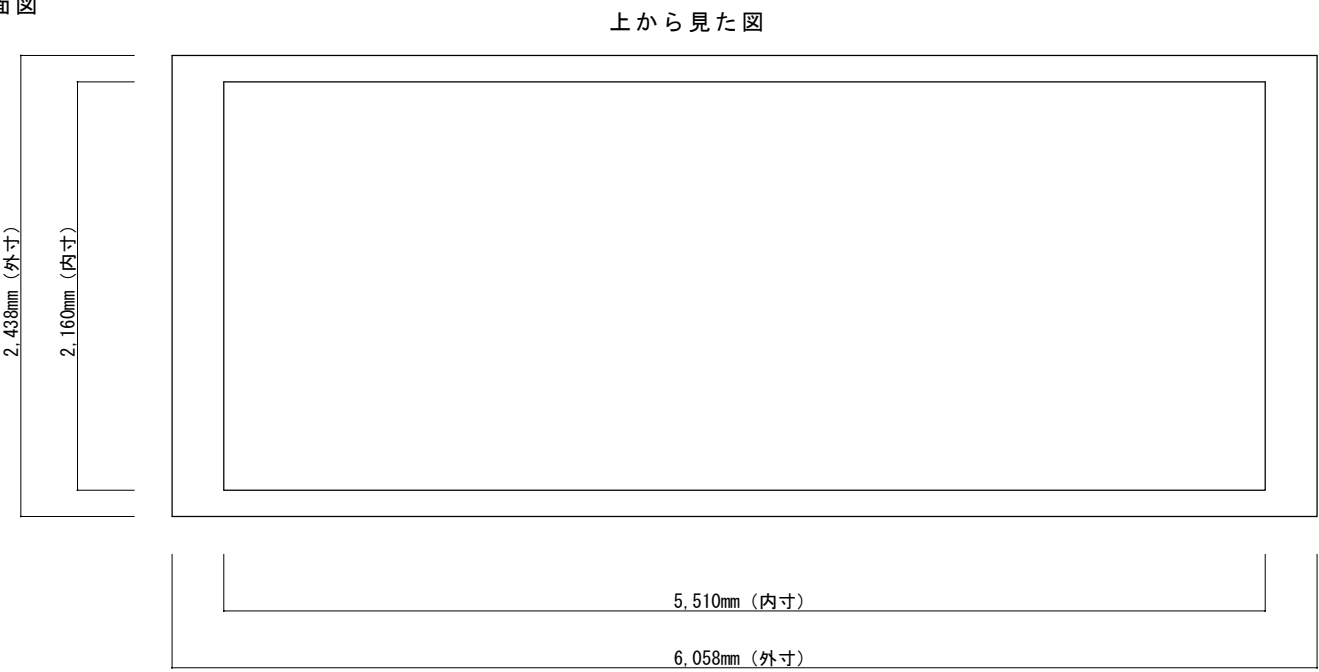 面図
上から見た図
2,438mm (外寸)
2,160mm (内寸)
5,510mm (内寸)
6,058mm (外寸)